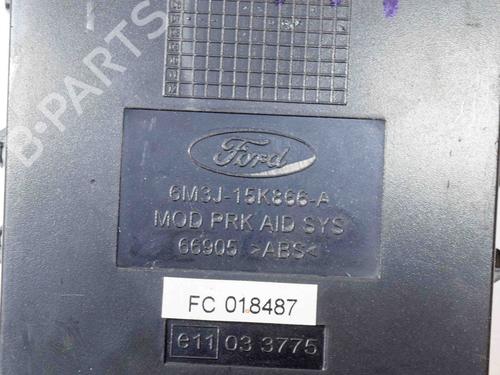 B-PARTS
Ford
6M3J-15K866-A
MOD PRK AID SYS
66905 >ABS<
FC 018487
e11 03 3775